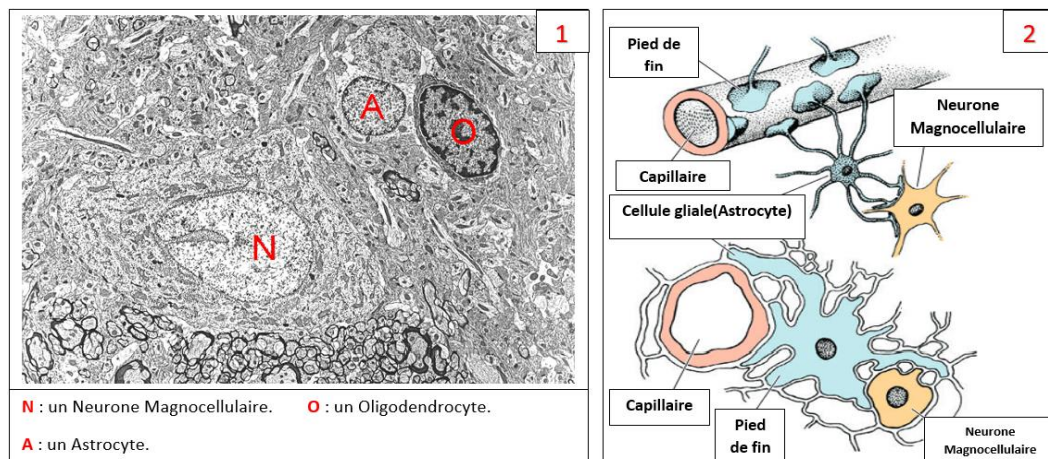 1
A
O
N
N : un Neurone Magnocellulaire. O : un Oligodendrocyte.
A : un Astrocyte.
2
Pied de
fin
Neurone
Magnocellulaire
Capillaire
Cellule gliale(Astrocyte)
Capillaire
Pied
de fin
Neurone
Magnocellulaire